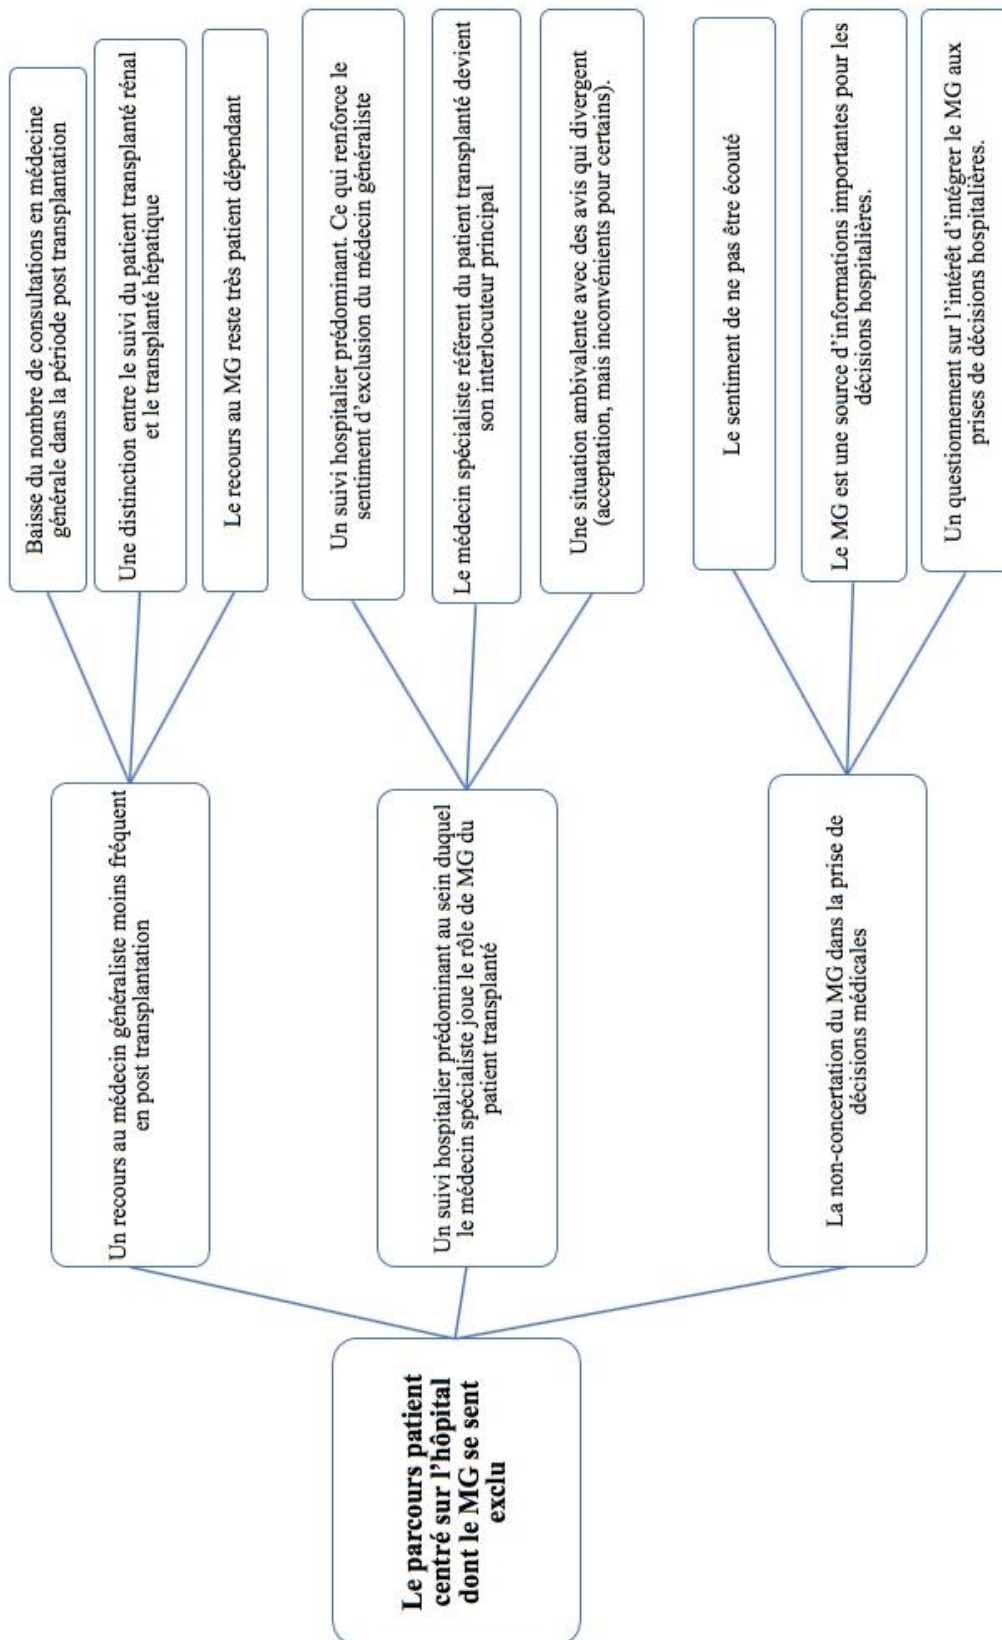 Le parcours patient
centré sur l'hôpital
dont le MG se sent
exclu
Un recours au médecin généraliste moins fréquent
en post transplantation
Baisse du nombre de consultations en médecine
générale dans la période post transplantation
Une distinction entre le suivi du patient transplanté rénal
et le transplanté hépatique
Le recours au MG reste très patient dépendant
Un suivi hospitalier prédominant au sein duquel
le médecin spécialiste joue le rôle de MG du
patient transplanté
Un suivi hospitalier prédominant. Ce qui renforce le
sentiment d'exclusion du médecin généraliste
Le médecin spécialiste référent du patient transplanté devient
son interlocuteur principal
Une situation ambivalente avec des avis qui divergent
(acceptation, mais inconvénients pour certains).
La non-concertation du MG dans la prise de
décisions médicales
Le sentiment de ne pas être écouté
Le MG est une source d'informations importantes pour les
décisions hospitalières.
Un questionnement sur l'intérêt d'intégrer le MG aux
prises de décisions hospitalières.